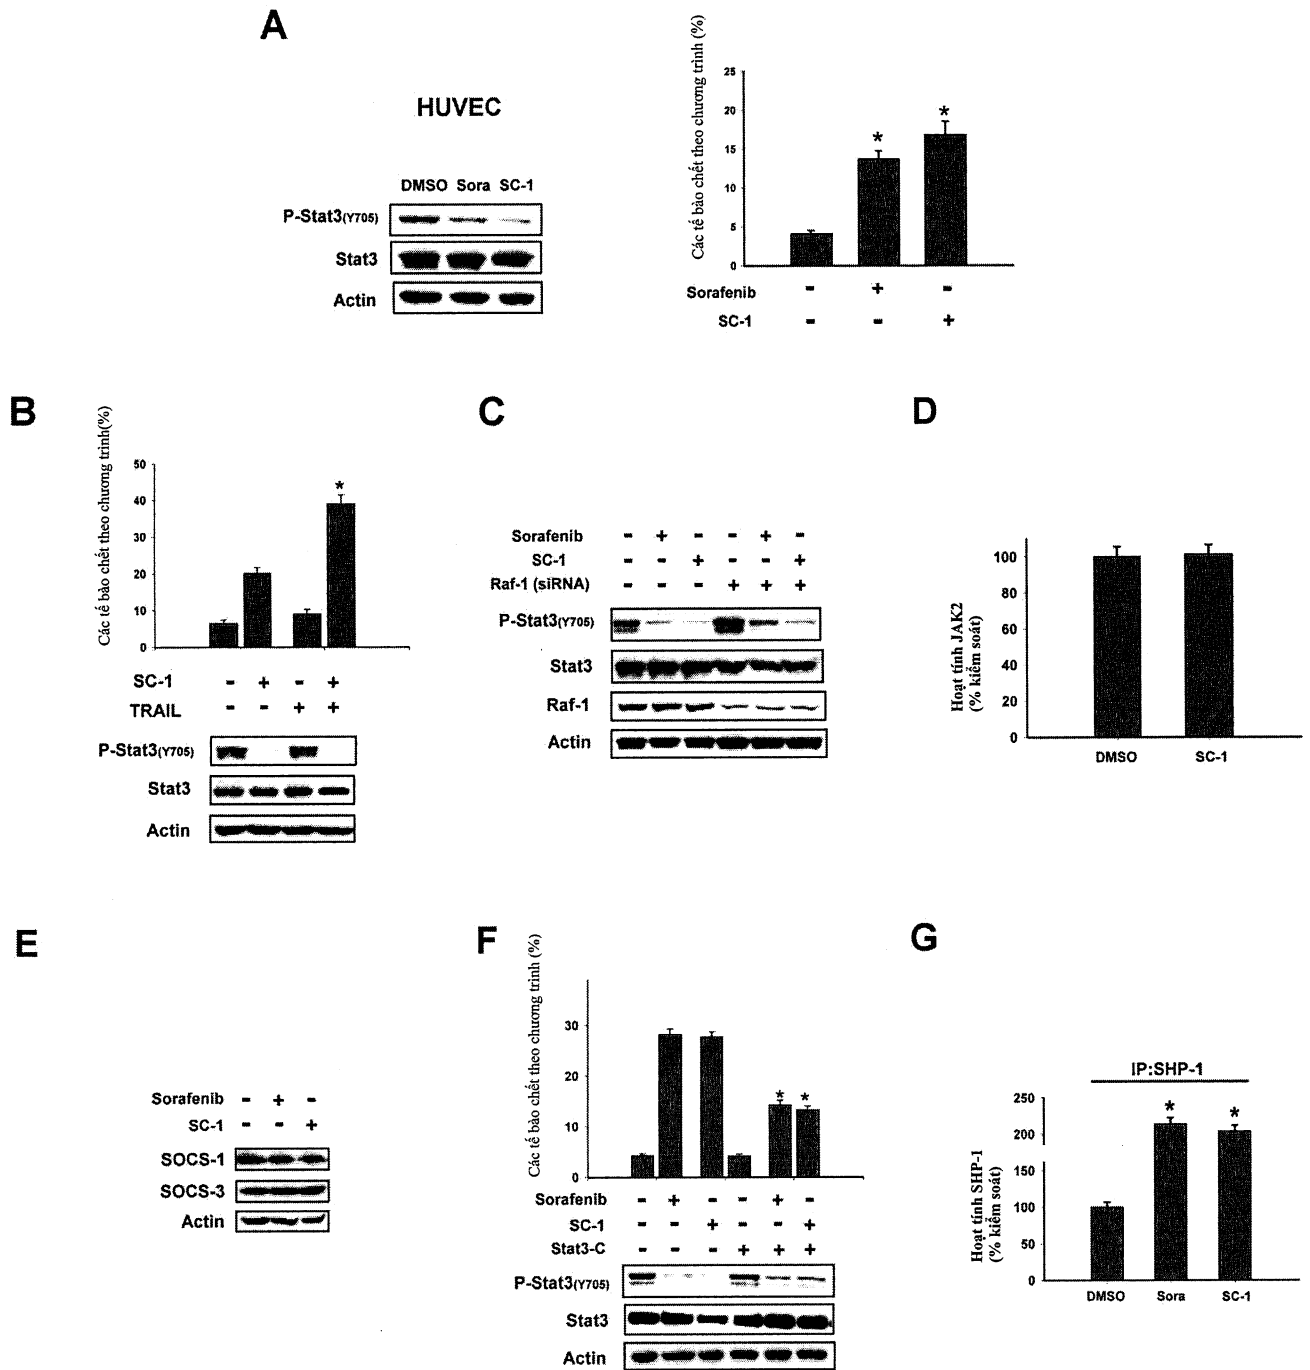 A
HUVEC
DMSO Sora SC-1
P-Stat3(Y705)
Stat3
Actin
Các tế bào chết theo chương trình (%)
25
20
15
10
5
0
Sorafenib - + -
SC-1 - - +
* *
B
Các tế bào chết theo chương trình(%)
50
40
30
20
10
0
*
SC-1 - + - +
TRAIL - - + +
P-Stat3(Y705)
Stat3
Actin
C
Sorafenib - + - - + -
SC-1 - - + - - +
Raf-1 (siRNA) - - - + + +
P-Stat3(Y705)
Stat3
Raf-1
Actin
D
Hoạt tính JAK2
(% kiểm soát)
100
80
60
40
20
0
DMSO SC-1
E
Sorafenib - + -
SC-1 - - +
SOCS-1
SOCS-3
Actin
F
Các tế bào chết theo chương trình (%)
30
20
10
0
* *
Sorafenib - + - - + -
SC-1 - - + - - +
Stat3-C - - - + + +
P-Stat3(Y705)
Stat3
Actin
G
IP:SHP-1
Hoạt tính SHP-1
(% kiểm soát)
250
200
150
100
50
0
* *
DMSO Sora SC-1